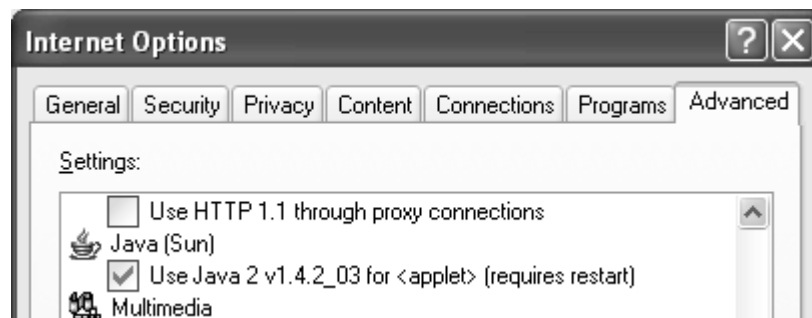 Internet Options
General Security Privacy Content Connections Programs Advanced
Settings:
Use HTTP 1.1 through proxy connections
Java (Sun)
Use Java 2 v1.4.2_03 for <applet> (requires restart)
Multimedia